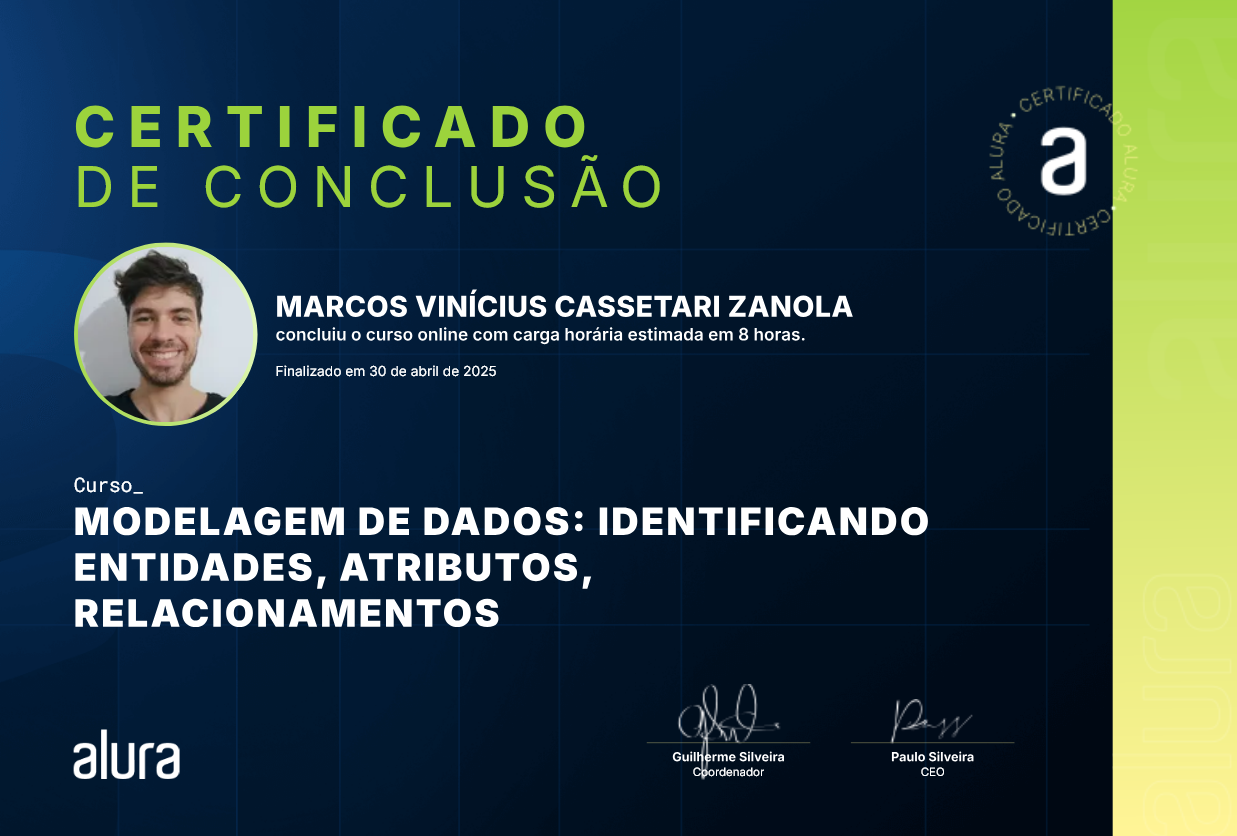 CERTIFICADO
DE CONCLUSÃO
CERTIFICADO ALURA • CERTIFICADO ALURA •
a
MARCOS VINÍCIUS CASSETARI ZANOLA
concluiu o curso online com carga horária estimada em 8 horas.
Finalizado em 30 de abril de 2025
Curso_
MODELAGEM DE DADOS: IDENTIFICANDO
ENTIDADES, ATRIBUTOS,
RELACIONAMENTOS
alura
Guilherme Silveira
Coordenador
Paulo Silveira
CEO
alura